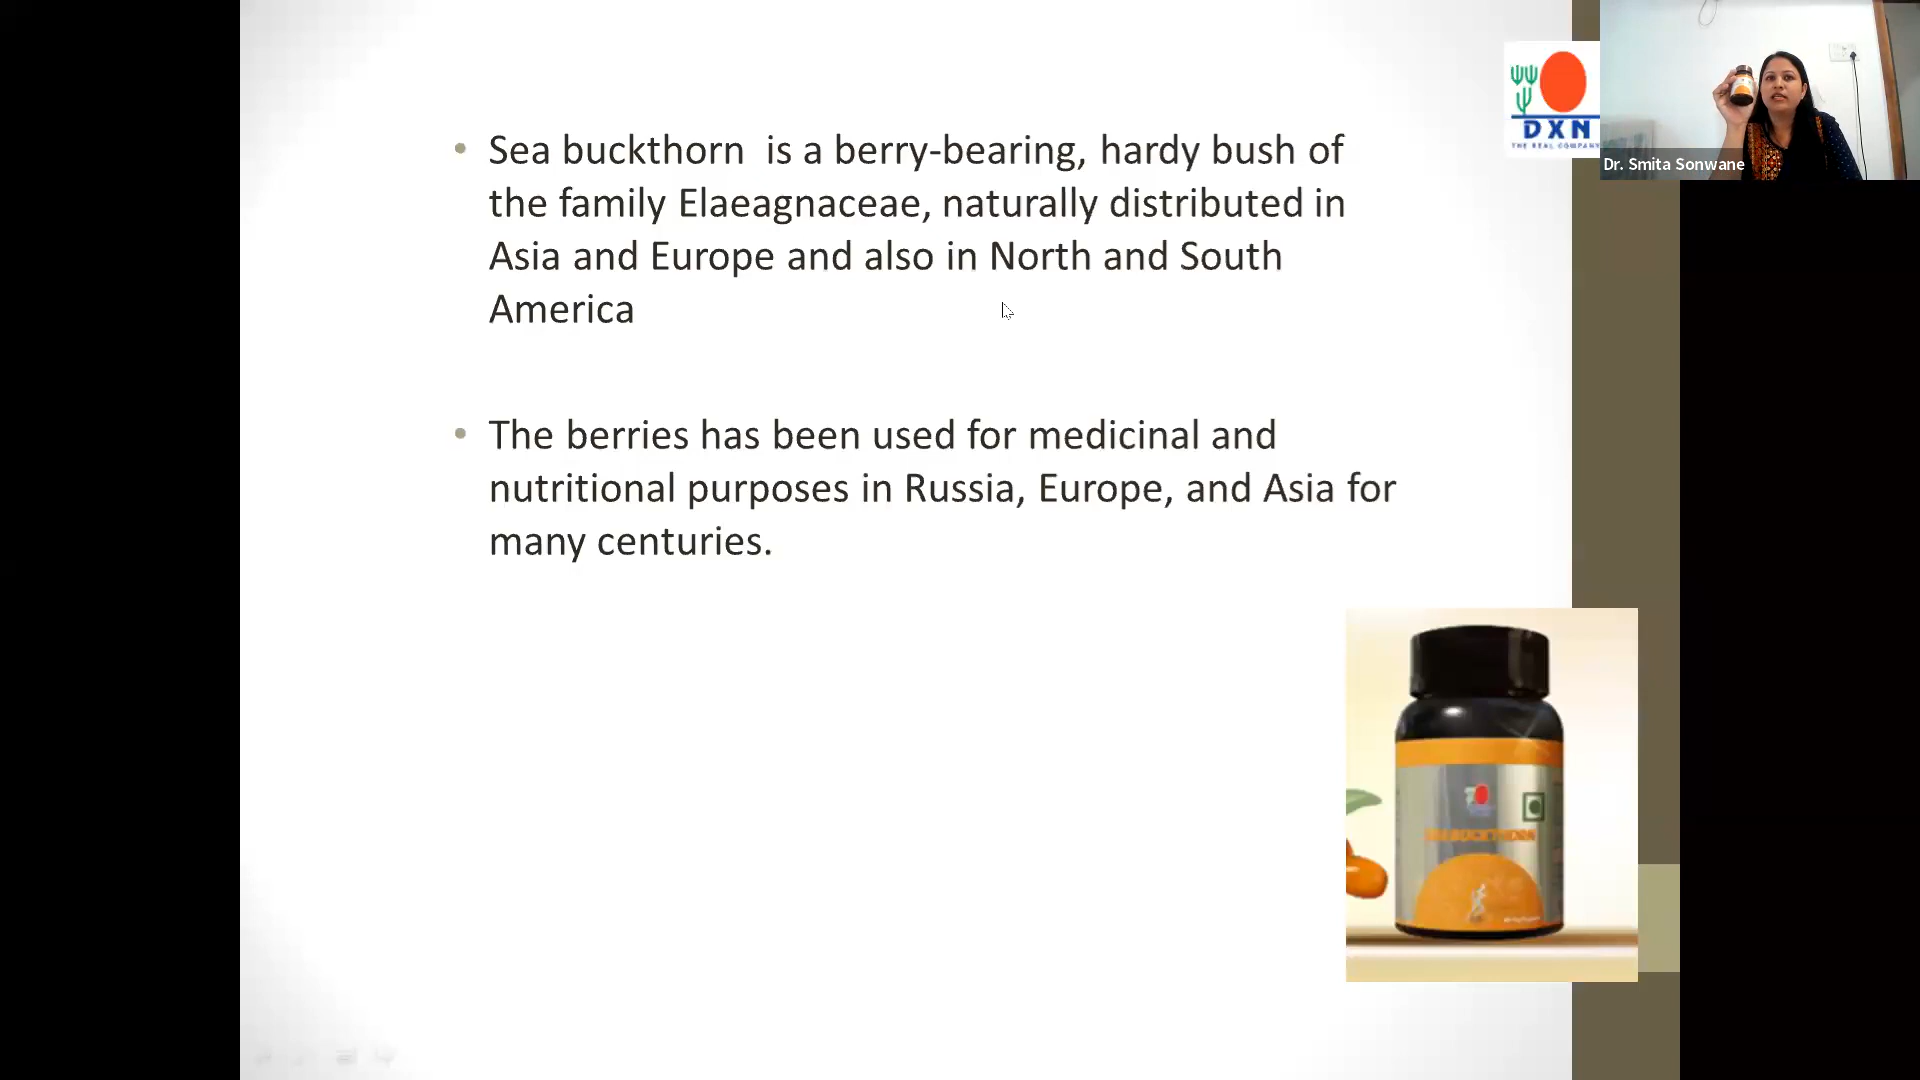 Sea buckthorn  is a berry-bearing, hardy bush of
the family Elaeagnaceae, naturally distributed in
Asia and Europe and also in North and South
America
The berries has been used for medicinal and
nutritional purposes in Russia, Europe, and Asia for
many centuries.
DXN
THE REAL COMPANY
Dr. Smita Sonwane
SEABUCKTHORN